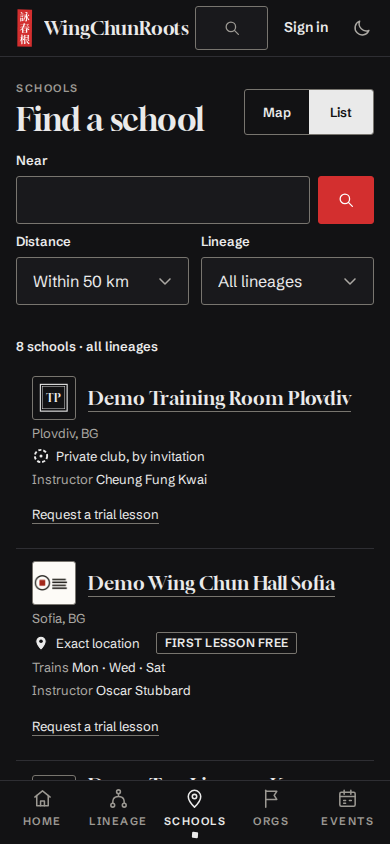 詠春根
WingChunRoots
Sign in
SCHOOLS
Find a school
Map
List
Near
Distance
Lineage
Within 50 km
All lineages
8 schools · all lineages
TP
Demo Training Room Plovdiv
Plovdiv, BG
Private club, by invitation
Instructor Cheung Fung Kwai
Request a trial lesson
Demo Wing Chun Hall Sofia
Sofia, BG
Exact location
FIRST LESSON FREE
Trains Mon · Wed · Sat
Instructor Oscar Stubbard
Request a trial lesson
HOME
LINEAGE
SCHOOLS
ORGS
EVENTS